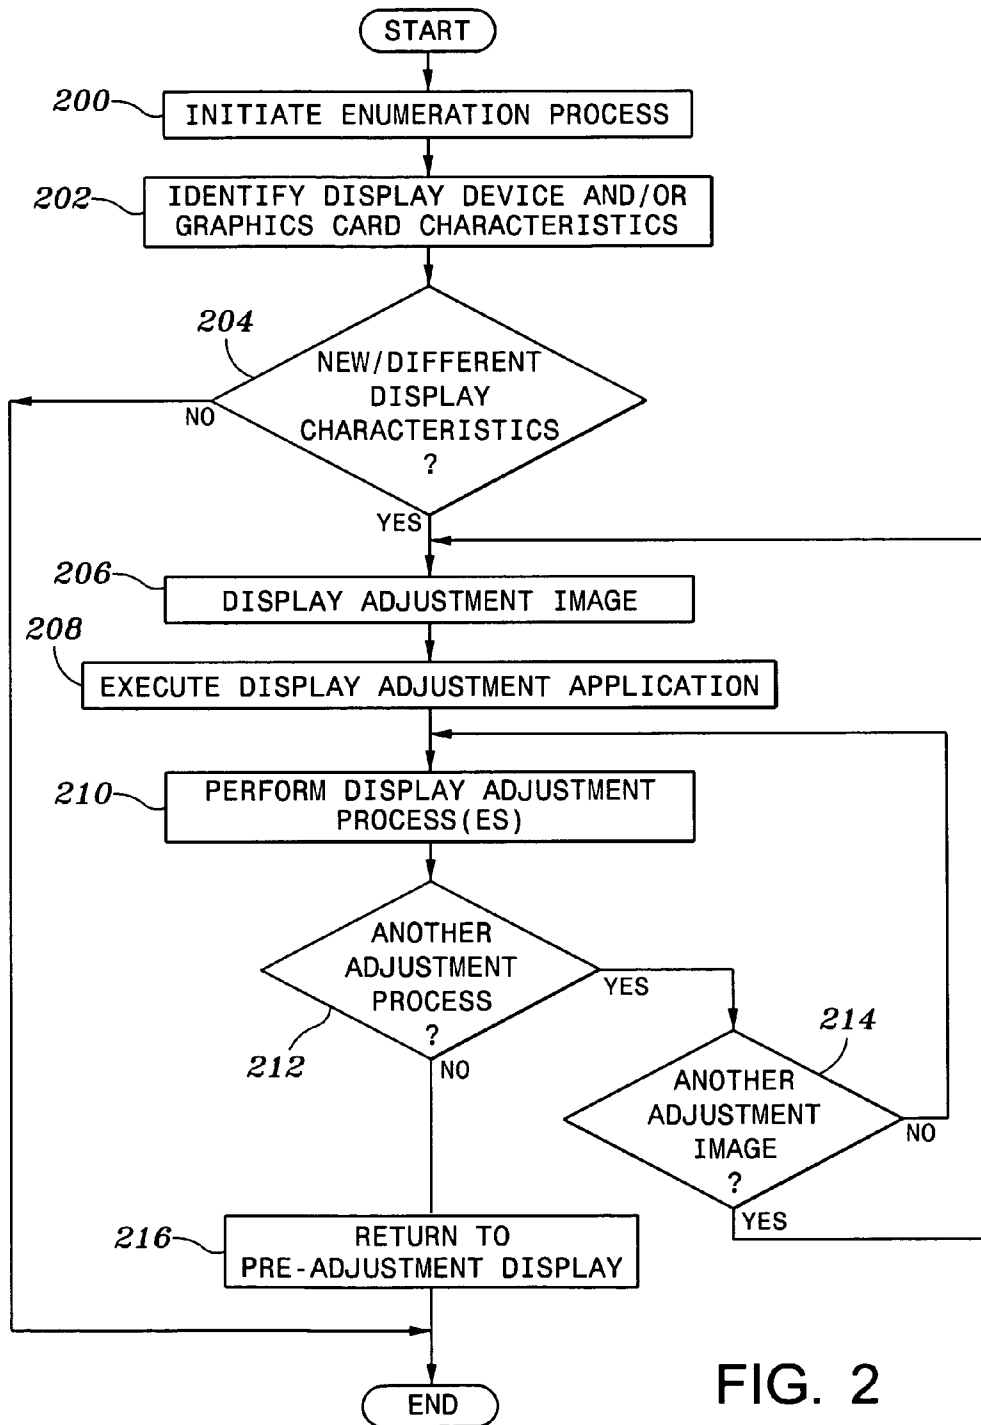 START
200
INITIATE ENUMERATION PROCESS
202
IDENTIFY DISPLAY DEVICE AND/OR
GRAPHICS CARD CHARACTERISTICS
204
NEW/DIFFERENT
DISPLAY
CHARACTERISTICS
?
NO
YES
206
DISPLAY ADJUSTMENT IMAGE
208
EXECUTE DISPLAY ADJUSTMENT APPLICATION
210
PERFORM DISPLAY ADJUSTMENT
PROCESS(ES)
ANOTHER
ADJUSTMENT
PROCESS
?
YES
212
NO
214
ANOTHER
ADJUSTMENT
IMAGE
?
NO
YES
216
RETURN TO
PRE-ADJUSTMENT DISPLAY
END
FIG. 2